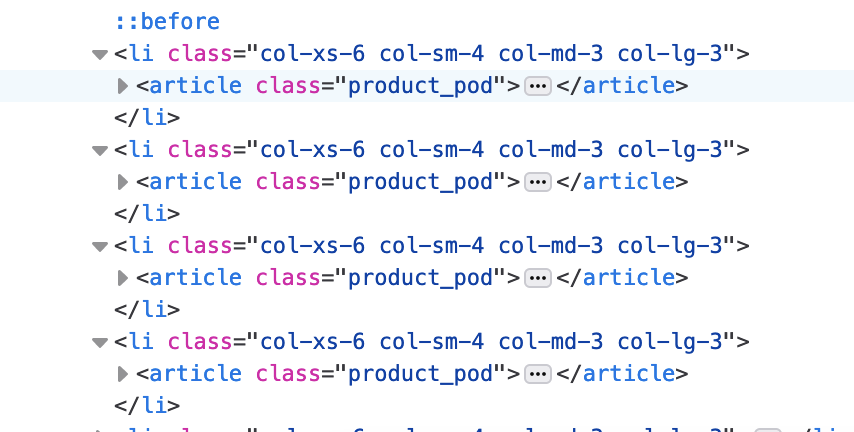 ::before
<li class="col-xs-6 col-sm-4 col-md-3 col-lg-3">
<article class="product_pod"></article>
</li>
<li class="col-xs-6 col-sm-4 col-md-3 col-lg-3">
<article class="product_pod"></article>
</li>
<li class="col-xs-6 col-sm-4 col-md-3 col-lg-3">
<article class="product_pod"></article>
</li>
<li class="col-xs-6 col-sm-4 col-md-3 col-lg-3">
<article class="product_pod"></article>
</li>